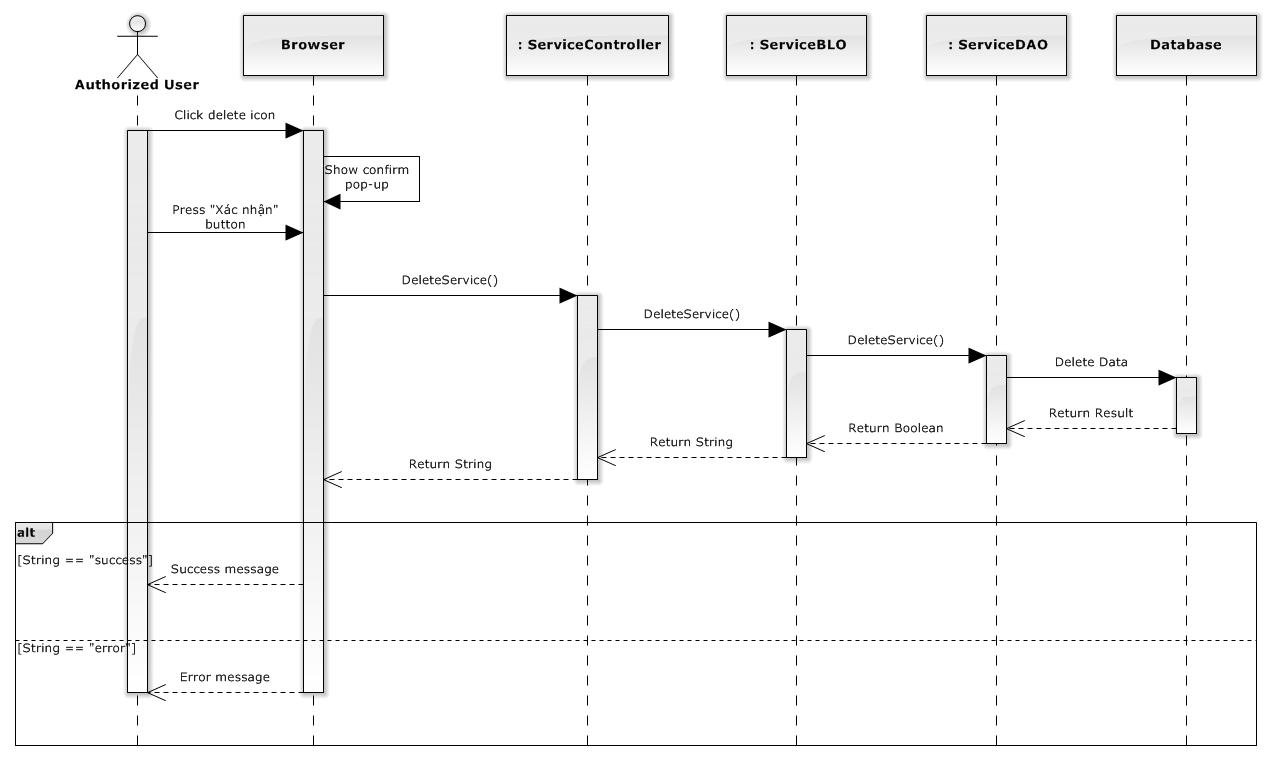 Authorized User
Browser
: ServiceController
: ServiceBLO
: ServiceDAO
Database
Click delete icon
Show confirm
pop-up
Press "Xác nhận"
button
DeleteService()
DeleteService()
DeleteService()
Delete Data
Return Result
Return Boolean
Return String
Return String
alt
[String == "success"]
Success message
[String == "error"]
Error message